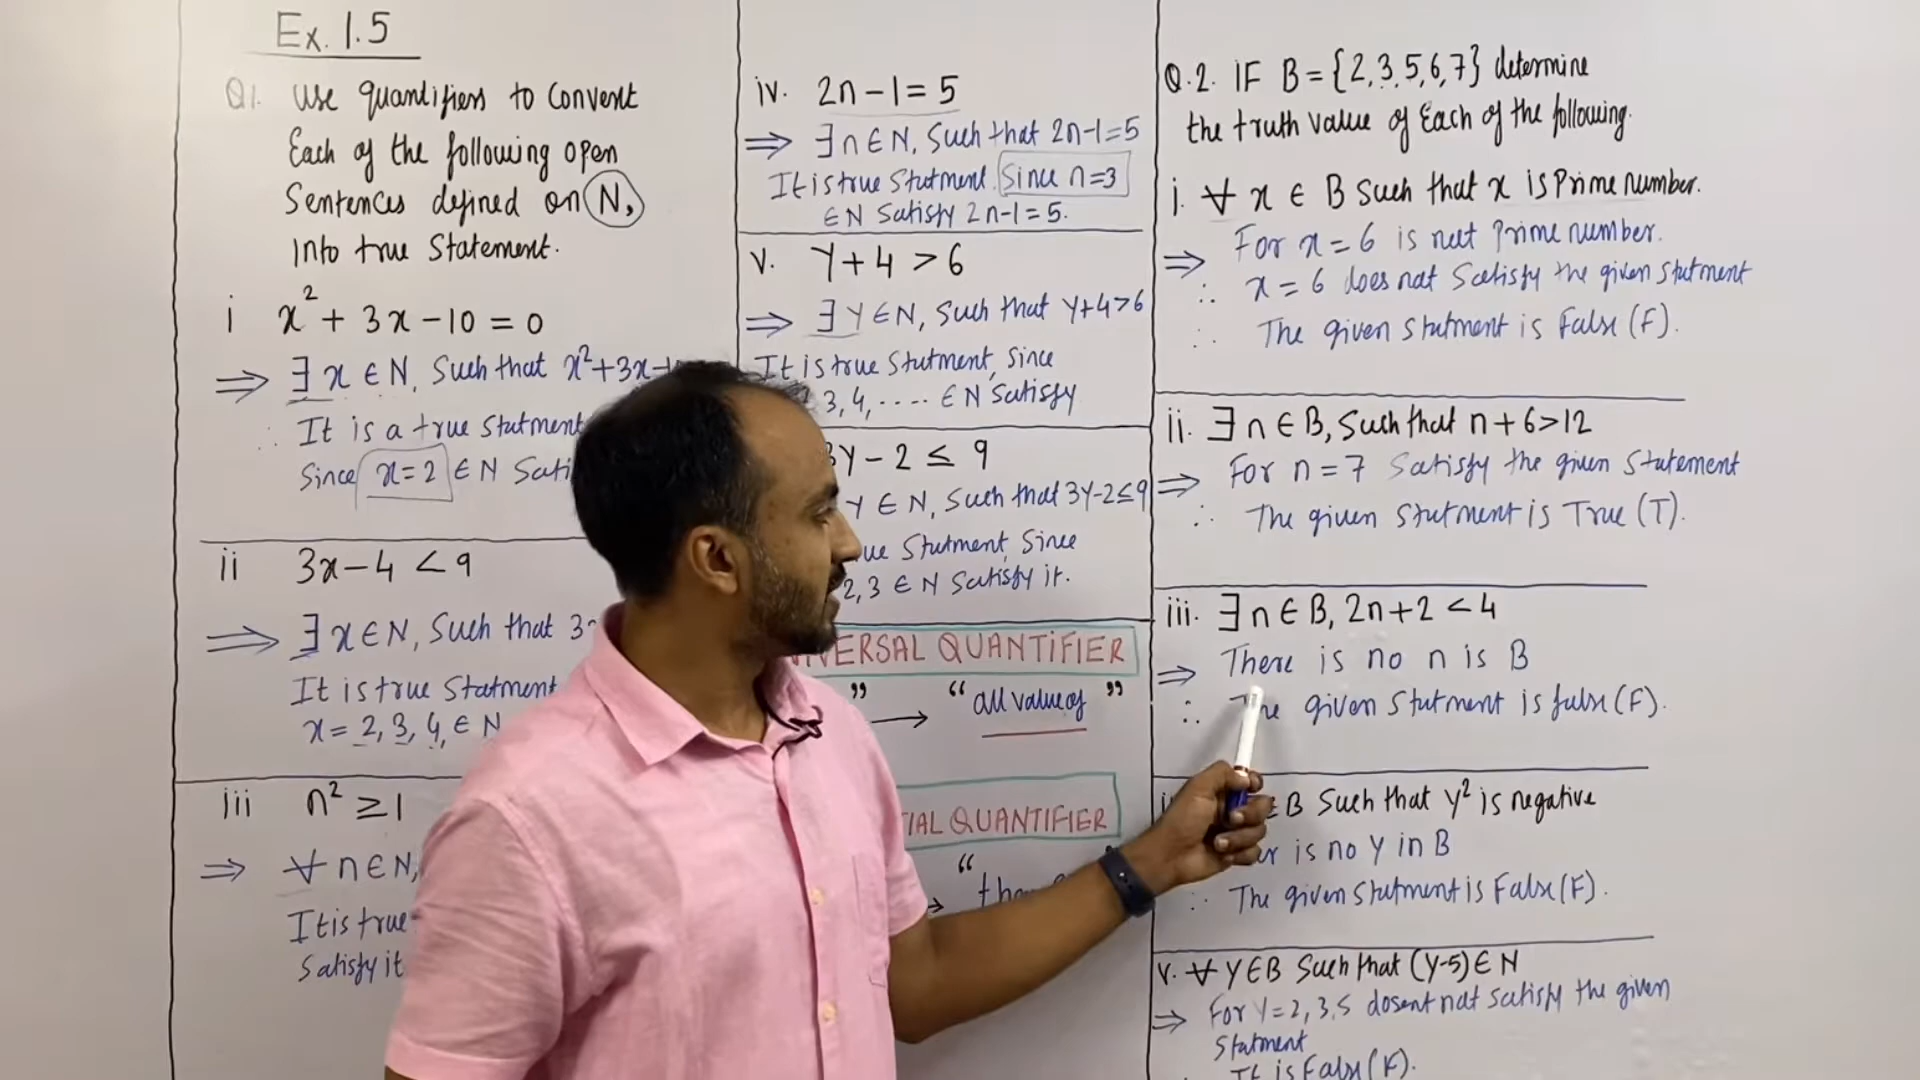 Ex. 1.5
Q1. Use quantifiers to Convert
Each of the following open
Sentences defined on N,
Into true Statement.
i x² + 3x - 10 = 0
⇒ ∃ x ∈ N, Such that x²+3x-1
∴ It is a true Statment
Since x=2 ∈ N Sati
ii 3x - 4 < 9
⇒ ∃ x ∈ N, Such that 3
It is true Statment
x = 2, 3, 4, ∈ N
iii n² ≥ 1
⇒ ∀ n ∈ N,
It is true
Satisfy it
iv. 2n - 1 = 5
⇒ ∃ n ∈ N, Such that 2n-1=5
It is true Statment. Since n=3
∈ N Satisfy 2n-1=5.
v. Y + 4 > 6
⇒ ∃ Y ∈ N, Such that Y+4>6
It is true Statment, Since
3, 4, .... ∈ N Satisfy
3Y - 2 ≤ 9
Y ∈ N, Such that 3Y-2≤9
ue Statment, Since
2, 3 ∈ N Satisfy it.
VERSAL QUANTIFIER
” → “all value of”
TIAL QUANTIFIER
→ “the
Q.2. IF B = {2,3,5,6,7} determine
the truth value of Each of the following.
i. ∀ x ∈ B Such that x is Prime number.
⇒ For x = 6 is not Prime number.
∴ x = 6 does not Satisfy the given Statment
∴ The given Statment is False (F).
ii. ∃ n ∈ B, Such that n + 6 > 12
⇒ For n = 7 Satisfy the given Statement
∴ The given Statment is True (T).
iii. ∃ n ∈ B, 2n + 2 < 4
⇒ There is no n is B
∴ The given Statment is false (F).
∈ B Such that Y² is negative
er is no Y in B
∴ The given Statment is False (F).
v. ∀ Y ∈ B Such that (Y-5) ∈ N
⇒ For Y = 2, 3, 5 dosent not satisfy the given
Statment
It is False (F).